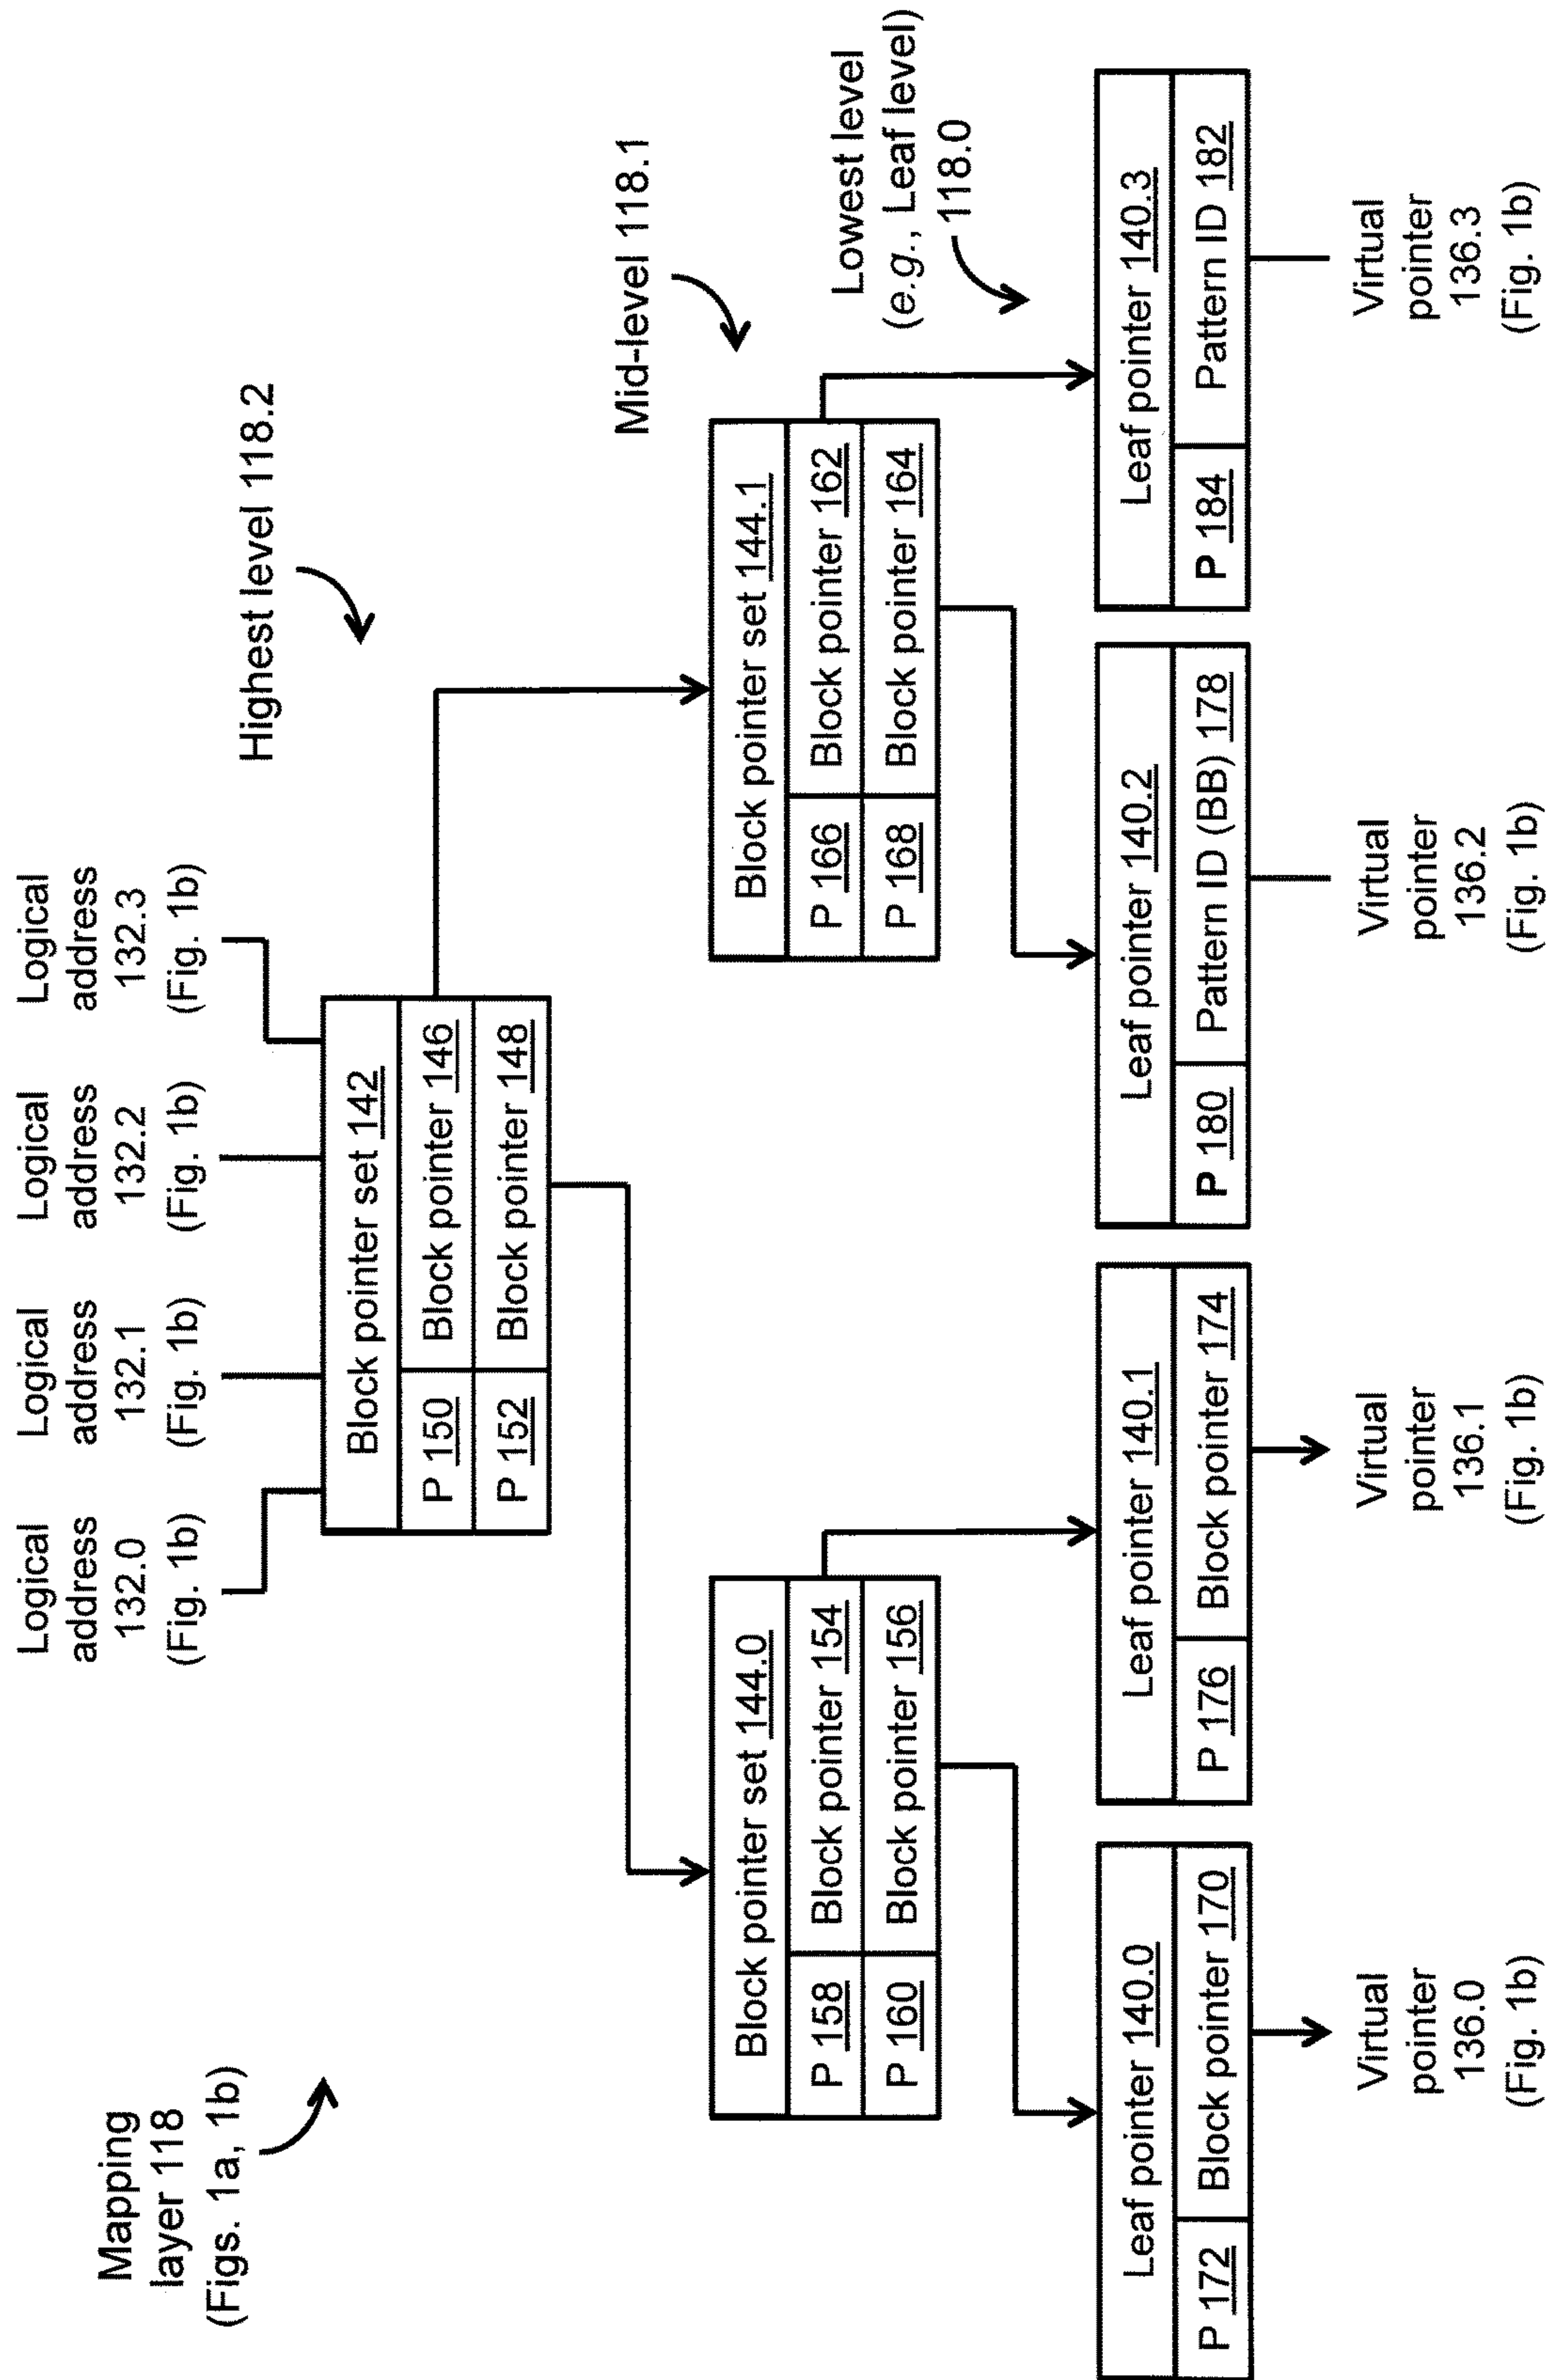 Mapping
layer 118
(Figs. 1a, 1b)
Logical
address
132.0
(Fig. 1b)
Logical
address
132.1
(Fig. 1b)
Logical
address
132.2
(Fig. 1b)
Logical
address
132.3
(Fig. 1b)
Highest level 118.2
Block pointer set 142
P 150 Block pointer 146
P 152 Block pointer 148
Mid-level 118.1
Block pointer set 144.0
P 158 Block pointer 154
P 160 Block pointer 156
Block pointer set 144.1
P 166 Block pointer 162
P 168 Block pointer 164
Lowest level
(e.g., Leaf level)
118.0
Leaf pointer 140.0
P 172 Block pointer 170
Leaf pointer 140.1
P 176 Block pointer 174
Leaf pointer 140.2
P 180 Pattern ID (BB) 178
Leaf pointer 140.3
P 184 Pattern ID 182
Virtual
pointer
136.0
(Fig. 1b)
Virtual
pointer
136.1
(Fig. 1b)
Virtual
pointer
136.2
(Fig. 1b)
Virtual
pointer
136.3
(Fig. 1b)